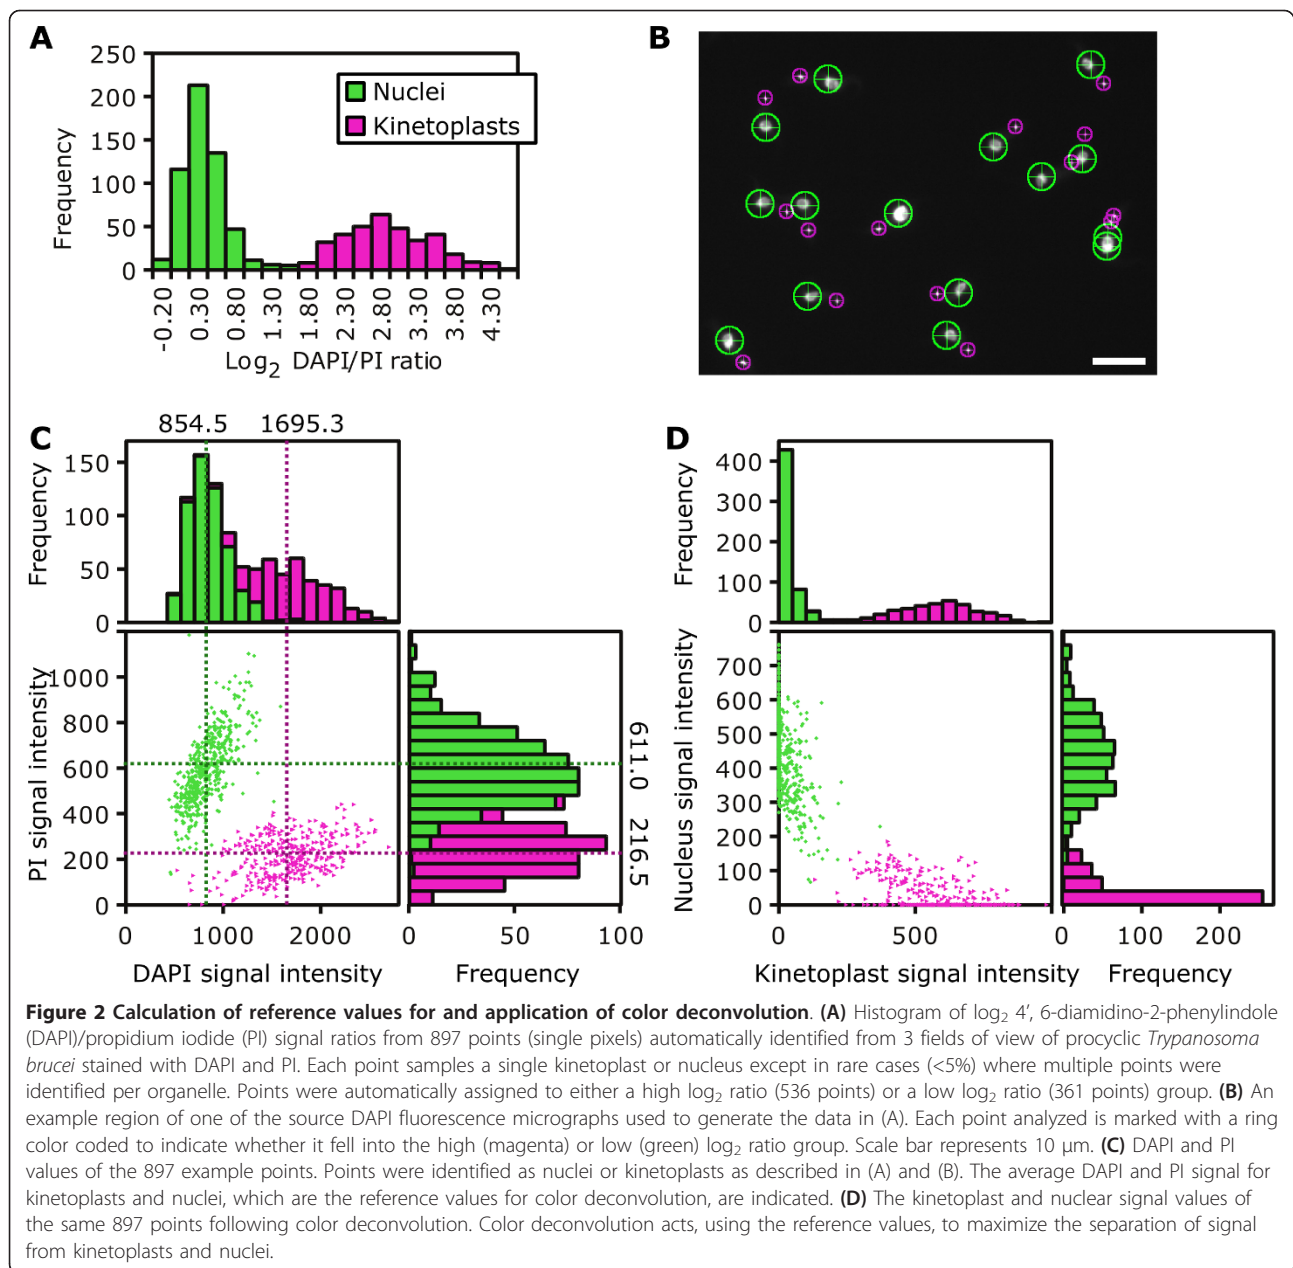 A
250
200
150
100
50
0
Frequency
Nuclei
Kinetoplasts
-0.20
0.30
0.80
1.30
1.80
2.30
2.80
3.30
3.80
4.30
Log2 DAPI/PI ratio
B
C
854.5
1695.3
150
100
50
0
Frequency
1000
800
600
400
200
0
PI signal intensity
0
1000
2000
DAPI signal intensity
611.0
216.5
0
50
100
Frequency
D
400
300
200
100
0
Frequency
700
600
500
400
300
200
100
0
Nucleus signal intensity
0
500
Kinetoplast signal intensity
0
100
200
Frequency
Figure 2 Calculation of reference values for and application of color deconvolution. (A) Histogram of log2 4′, 6-diamidino-2-phenylindole
(DAPI)/propidium iodide (PI) signal ratios from 897 points (single pixels) automatically identified from 3 fields of view of procyclic Trypanosoma
brucei stained with DAPI and PI. Each point samples a single kinetoplast or nucleus except in rare cases (<5%) where multiple points were
identified per organelle. Points were automatically assigned to either a high log2 ratio (536 points) or a low log2 ratio (361 points) group. (B) An
example region of one of the source DAPI fluorescence micrographs used to generate the data in (A). Each point analyzed is marked with a ring
color coded to indicate whether it fell into the high (magenta) or low (green) log2 ratio group. Scale bar represents 10 μm. (C) DAPI and PI
values of the 897 example points. Points were identified as nuclei or kinetoplasts as described in (A) and (B). The average DAPI and PI signal for
kinetoplasts and nuclei, which are the reference values for color deconvolution, are indicated. (D) The kinetoplast and nuclear signal values of
the same 897 points following color deconvolution. Color deconvolution acts, using the reference values, to maximize the separation of signal
from kinetoplasts and nuclei.